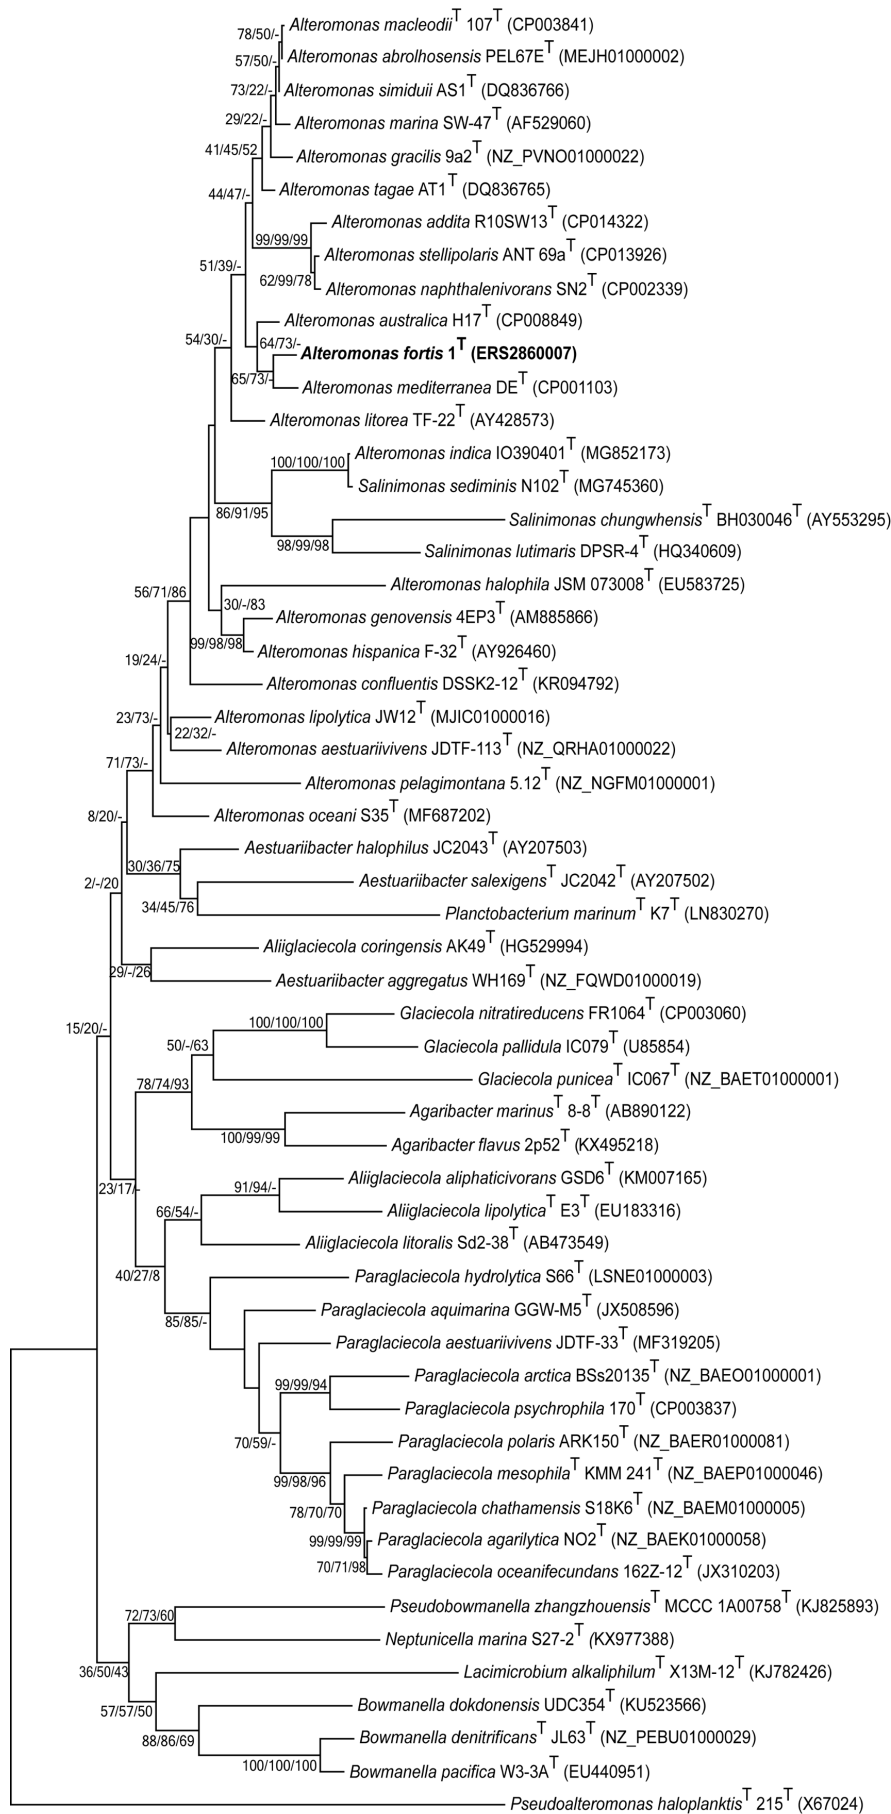 Alteromonas macleodii^T 107^T (CP003841)
78/50/-
Alteromonas abrolhosensis PEL67E^T (MEJH01000002)
57/50/-
Alteromonas simiduii AS1^T (DQ836766)
73/22/-
Alteromonas marina SW-47^T (AF529060)
29/22/-
Alteromonas gracilis 9a2^T (NZ_PVNO01000022)
41/45/52
Alteromonas tagae AT1^T (DQ836765)
44/47/-
Alteromonas addita R10SW13^T (CP014322)
99/99/99
Alteromonas stellipolaris ANT 69a^T (CP013926)
51/39/-
62/99/78
Alteromonas naphthalenivorans SN2^T (CP002339)
Alteromonas australica H17^T (CP008849)
54/30/-
64/73/-
Alteromonas fortis 1^T (ERS2860007)
65/73/-
Alteromonas mediterranea DE^T (CP001103)
Alteromonas litorea TF-22^T (AY428573)
Alteromonas indica IO390401^T (MG852173)
100/100/100
Salinimonas sediminis N102^T (MG745360)
86/91/95
Salinimonas chungwhensis^T BH030046^T (AY553295)
98/99/98
Salinimonas lutimaris DPSR-4^T (HQ340609)
Alteromonas halophila JSM 073008^T (EU583725)
56/71/86
30/-/83
Alteromonas genovensis 4EP3^T (AM885866)
99/98/98
Alteromonas hispanica F-32^T (AY926460)
19/24/-
Alteromonas confluentis DSSK2-12^T (KR094792)
23/73/-
Alteromonas lipolytica JW12^T (MJIC01000016)
22/32/-
Alteromonas aestuariivivens JDTF-113^T (NZ_QRHA01000022)
71/73/-
Alteromonas pelagimontana 5.12^T (NZ_NGFM01000001)
8/20/-
Alteromonas oceani S35^T (MF687202)
Aestuariibacter halophilus JC2043^T (AY207503)
30/36/75
2/-/20
Aestuariibacter salexigens^T JC2042^T (AY207502)
34/45/76
Planctobacterium marinum^T K7^T (LN830270)
Aliiglaciecola coringensis AK49^T (HG529994)
29/-/26
Aestuariibacter aggregatus WH169^T (NZ_FQWD01000019)
Glaciecola nitratireducens FR1064^T (CP003060)
15/20/-
100/100/100
50/-/63
Glaciecola pallidula IC079^T (U85854)
Glaciecola punicea^T IC067^T (NZ_BAET01000001)
78/74/93
Agaribacter marinus^T 8-8^T (AB890122)
100/99/99
Agaribacter flavus 2p52^T (KX495218)
Aliiglaciecola aliphaticivorans GSD6^T (KM007165)
23/17/-
91/94/-
66/54/-
Aliiglaciecola lipolytica^T E3^T (EU183316)
Aliiglaciecola litoralis Sd2-38^T (AB473549)
40/27/8
Paraglaciecola hydrolytica S66^T (LSNE01000003)
Paraglaciecola aquimarina GGW-M5^T (JX508596)
85/85/-
Paraglaciecola aestuariivivens JDTF-33^T (MF319205)
Paraglaciecola arctica BSs20135^T (NZ_BAEO01000001)
99/99/94
Paraglaciecola psychrophila 170^T (CP003837)
70/59/-
Paraglaciecola polaris ARK150^T (NZ_BAER01000081)
99/98/96
Paraglaciecola mesophila^T KMM 241^T (NZ_BAEP01000046)
78/70/70
Paraglaciecola chathamensis S18K6^T (NZ_BAEM01000005)
99/99/99
Paraglaciecola agarilytica NO2^T (NZ_BAEK01000058)
70/71/98
Paraglaciecola oceanifecundans 162Z-12^T (JX310203)
Pseudobowmanella zhangzhouensis^T MCCC 1A00758^T (KJ825893)
72/73/60
Neptunicella marina S27-2^T (KX977388)
36/50/43
Lacimicrobium alkaliphilum^T X13M-12^T (KJ782426)
57/57/50
Bowmanella dokdonensis UDC354^T (KU523566)
88/86/69
Bowmanella denitrificans^T JL63^T (NZ_PEBU01000029)
100/100/100
Bowmanella pacifica W3-3A^T (EU440951)
Pseudoalteromonas haloplanktis^T 215^T (X67024)